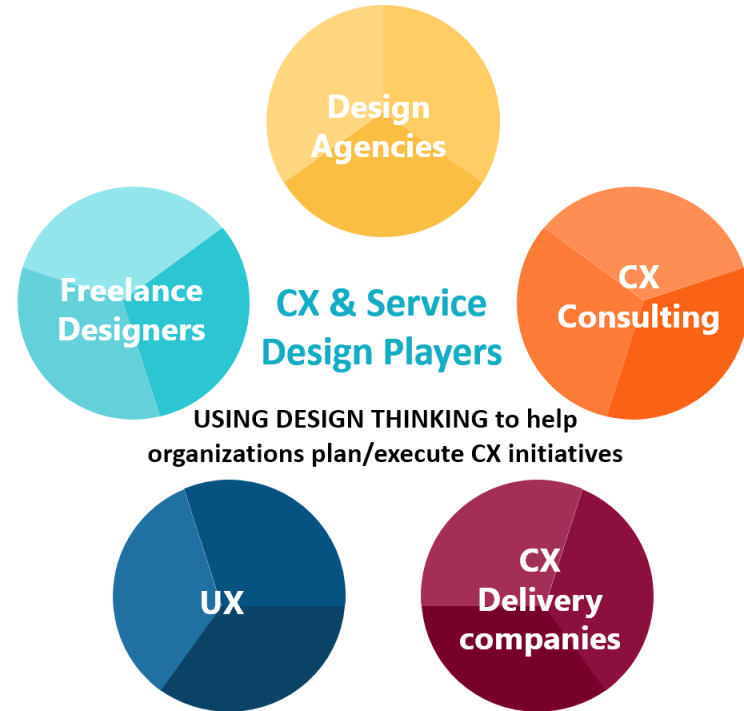 Design
Agencies
Freelance
Designers
CX & Service
Design Players
CX
Consulting
USING DESIGN THINKING to help
organizations plan/execute CX initiatives
UX
CX
Delivery
companies